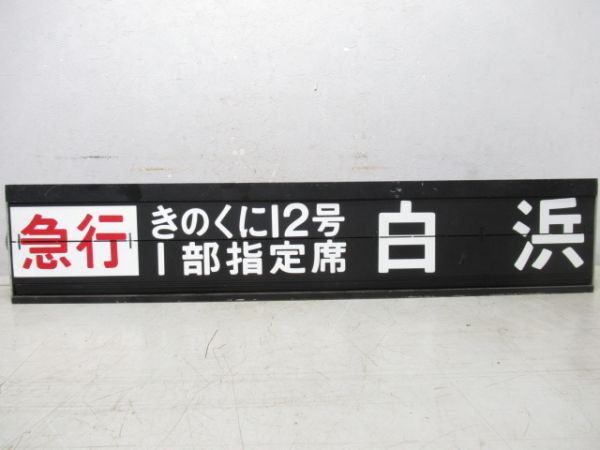 急行
きのくに12号
1部指定席
白浜